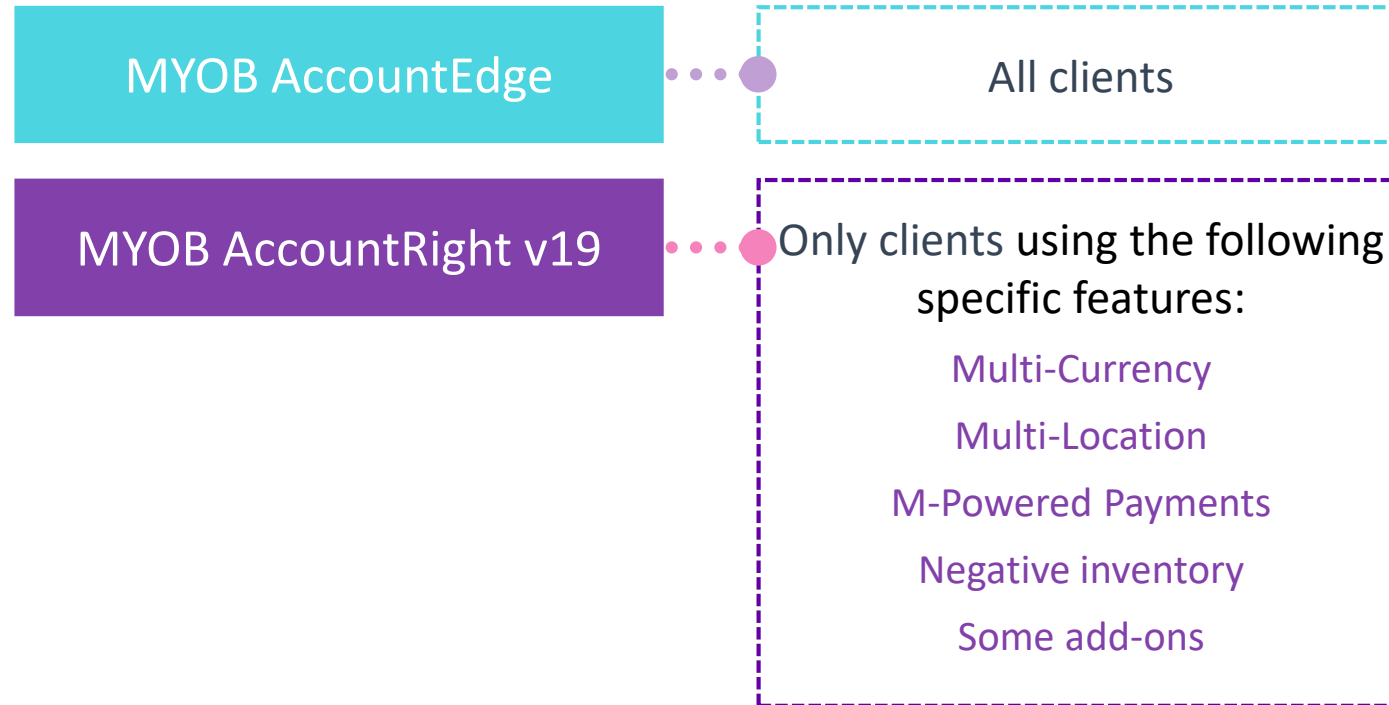 MYOB AccountEdge
All clients
MYOB AccountRight v19
Only clients using the following
specific features:
Multi-Currency
Multi-Location
M-Powered Payments
Negative inventory
Some add-ons